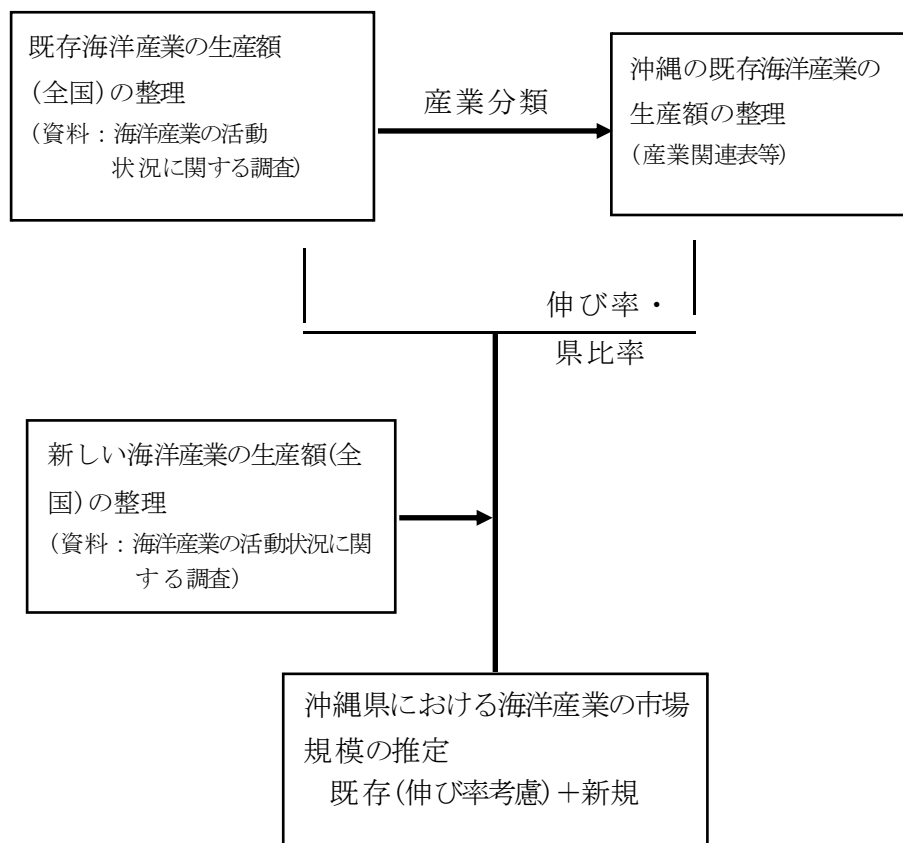 既存海洋産業の生産額
(全国)の整理
(資料：海洋産業の活動
状況に関する調査)
産業分類
沖縄の既存海洋産業の
生産額の整理
(産業関連表等)
伸び率・
県比率
新しい海洋産業の生産額(全
国)の整理
(資料：海洋産業の活動状況に関
する調査)
沖縄県における海洋産業の市場
規模の推定
既存(伸び率考慮)＋新規